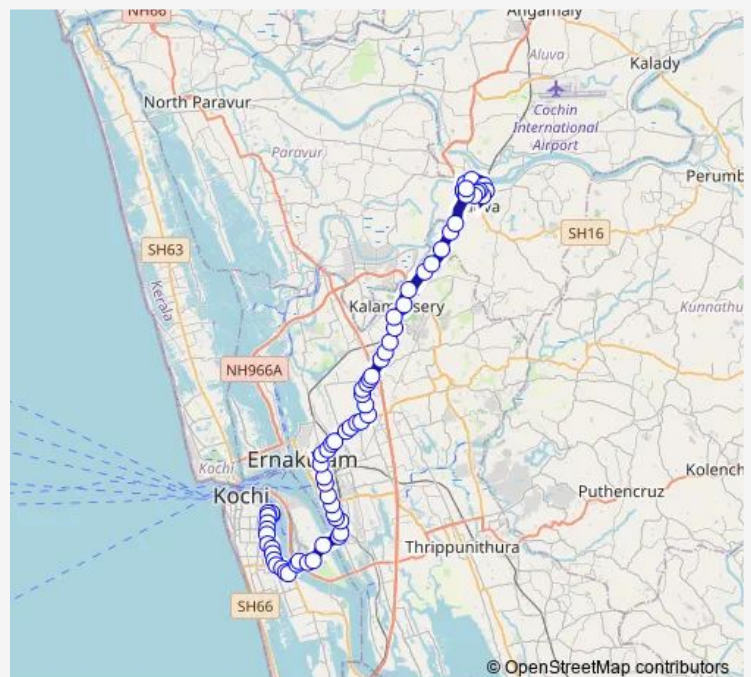 NH66
Angamaly
Aluva
Kalady
North Paravur
Cochin
International
Airport
Paravur
Perumb
SH16
SH63
Kerala
Kunnathu
NH966A
Kochi
Ernakulam
Kolench
Kochi
Puthencruz
Thrippunithura
SH66
© OpenStreetMap contributors